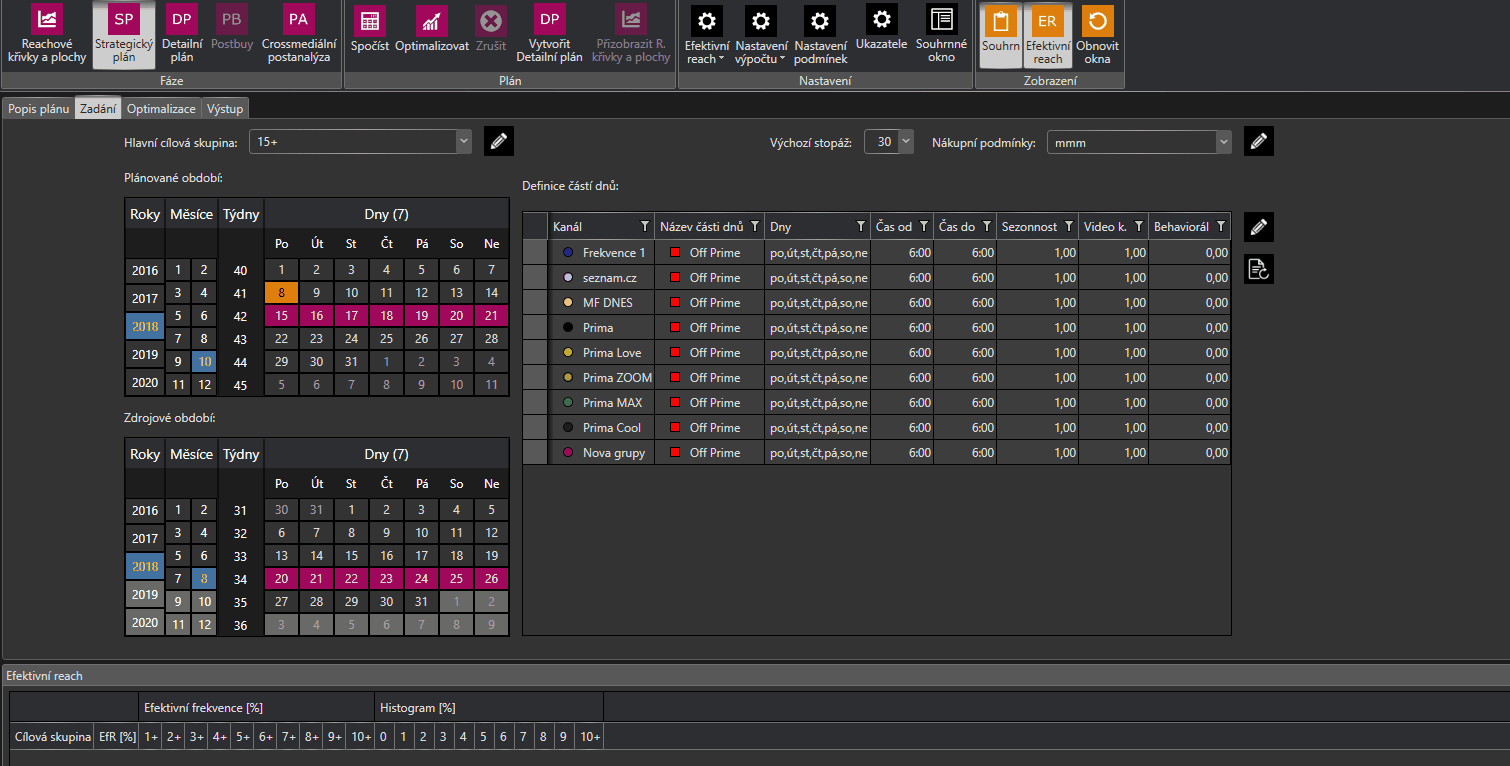 SP DP PB PA DP ER
Reachové křivky a plochy
Strategický plán
Detailní plán
Postbuy
Crossmediální postanalýza
Spočíst
Optimalizovat
Zrušit
Vytvořit Detailní plán
Přizobrazit R. křivky a plochy
Efektivní reach
Nastavení výpočtu
Nastavení podmínek
Ukazatele
Souhrnné okno
Souhrn
Efektivní reach
Obnovit okna
Fáze Plán Nastavení Zobrazení
Popis plánu Zadání Optimalizace Výstup
Hlavní cílová skupina: 15+ Výchozí stopáž: 30 Nákupní podmínky: mmm
Plánované období:
Roky Měsíce Týdny Dny (7)
Po Út St Čt Pá So Ne
2016 1 2 40 1 2 3 4 5 6 7
2017 3 4 41 8 9 10 11 12 13 14
5 6 42 15 16 17 18 19 20 21
2018 7 8 43 22 23 24 25 26 27 28
2019 9 10 44 29 30 31 1 2 3 4
2020 11 12 45 5 6 7 8 9 10 11
Zdrojové období:
Roky Měsíce Týdny Dny (7)
Po Út St Čt Pá So Ne
2016 1 2 31 30 31 1 2 3 4 5
2017 3 4 32 6 7 8 9 10 11 12
5 6 33 13 14 15 16 17 18 19
2018 7 8 34 20 21 22 23 24 25 26
2019 9 10 35 27 28 29 30 31 1 2
2020 11 12 36 3 4 5 6 7 8 9
Definice částí dnů:
Kanál Název části dnů Dny Čas od Čas do Sezonnost Video k. Behaviorál
Frekvence 1 Off Prime po,út,st,čt,pá,so,ne 6:00 6:00 1,00 1,00 0,00
seznam.cz Off Prime po,út,st,čt,pá,so,ne 6:00 6:00 1,00 1,00 0,00
MF DNES Off Prime po,út,st,čt,pá,so,ne 6:00 6:00 1,00 1,00 0,00
Prima Off Prime po,út,st,čt,pá,so,ne 6:00 6:00 1,00 1,00 0,00
Prima Love Off Prime po,út,st,čt,pá,so,ne 6:00 6:00 1,00 1,00 0,00
Prima ZOOM Off Prime po,út,st,čt,pá,so,ne 6:00 6:00 1,00 1,00 0,00
Prima MAX Off Prime po,út,st,čt,pá,so,ne 6:00 6:00 1,00 1,00 0,00
Prima Cool Off Prime po,út,st,čt,pá,so,ne 6:00 6:00 1,00 1,00 0,00
Nova grupy Off Prime po,út,st,čt,pá,so,ne 6:00 6:00 1,00 1,00 0,00
Efektivní reach
Efektivní frekvence [%] Histogram [%]
Cílová skupina EfR [%] 1+ 2+ 3+ 4+ 5+ 6+ 7+ 8+ 9+ 10+ 0 1 2 3 4 5 6 7 8 9 10+